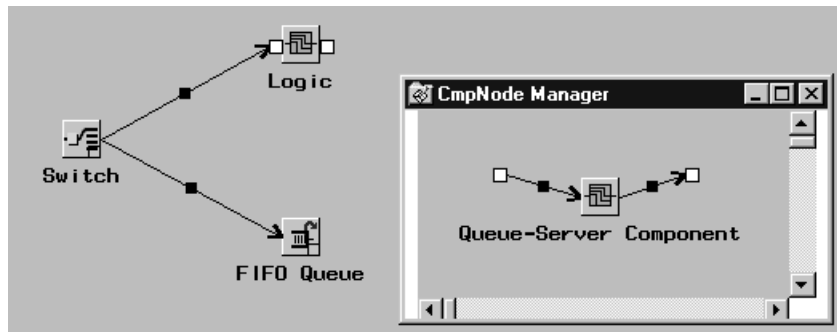 Logic
CmpNode Manager
Switch
Queue-Server Component
FIFO Queue